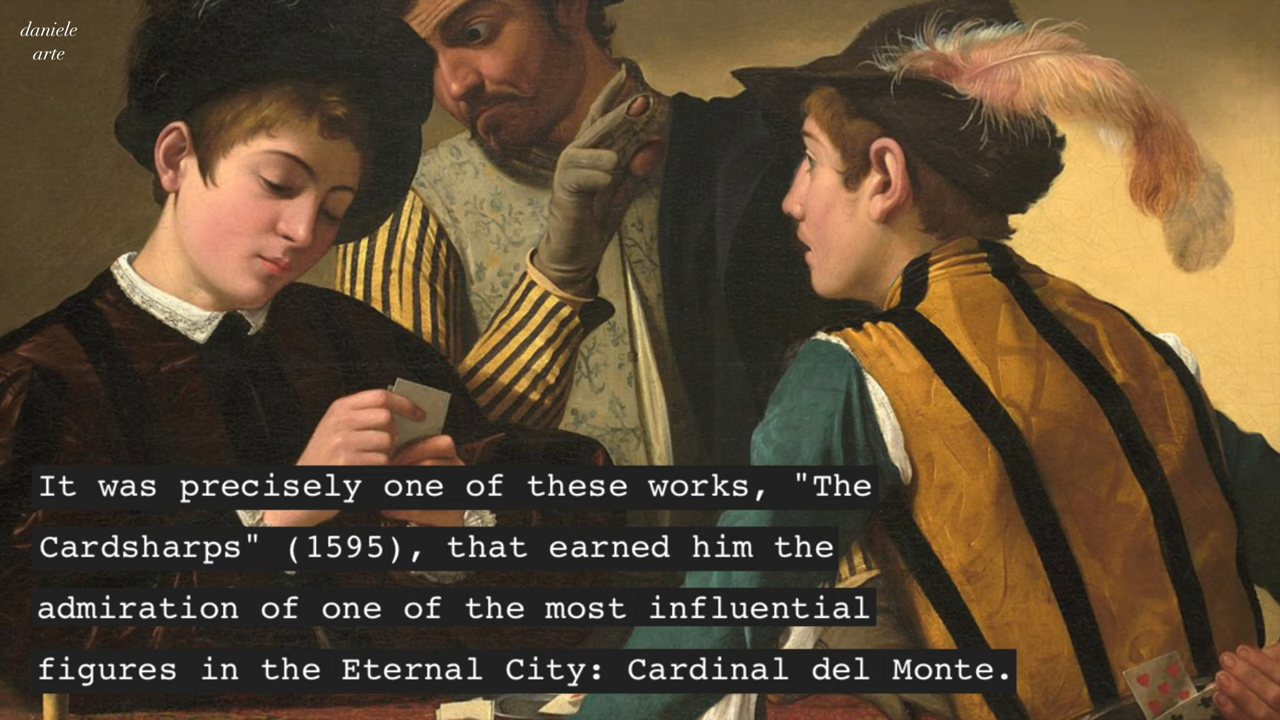 daniele
arte
It was precisely one of these works, "The
Cardsharps" (1595), that earned him the
admiration of one of the most influential
figures in the Eternal City: Cardinal del Monte.